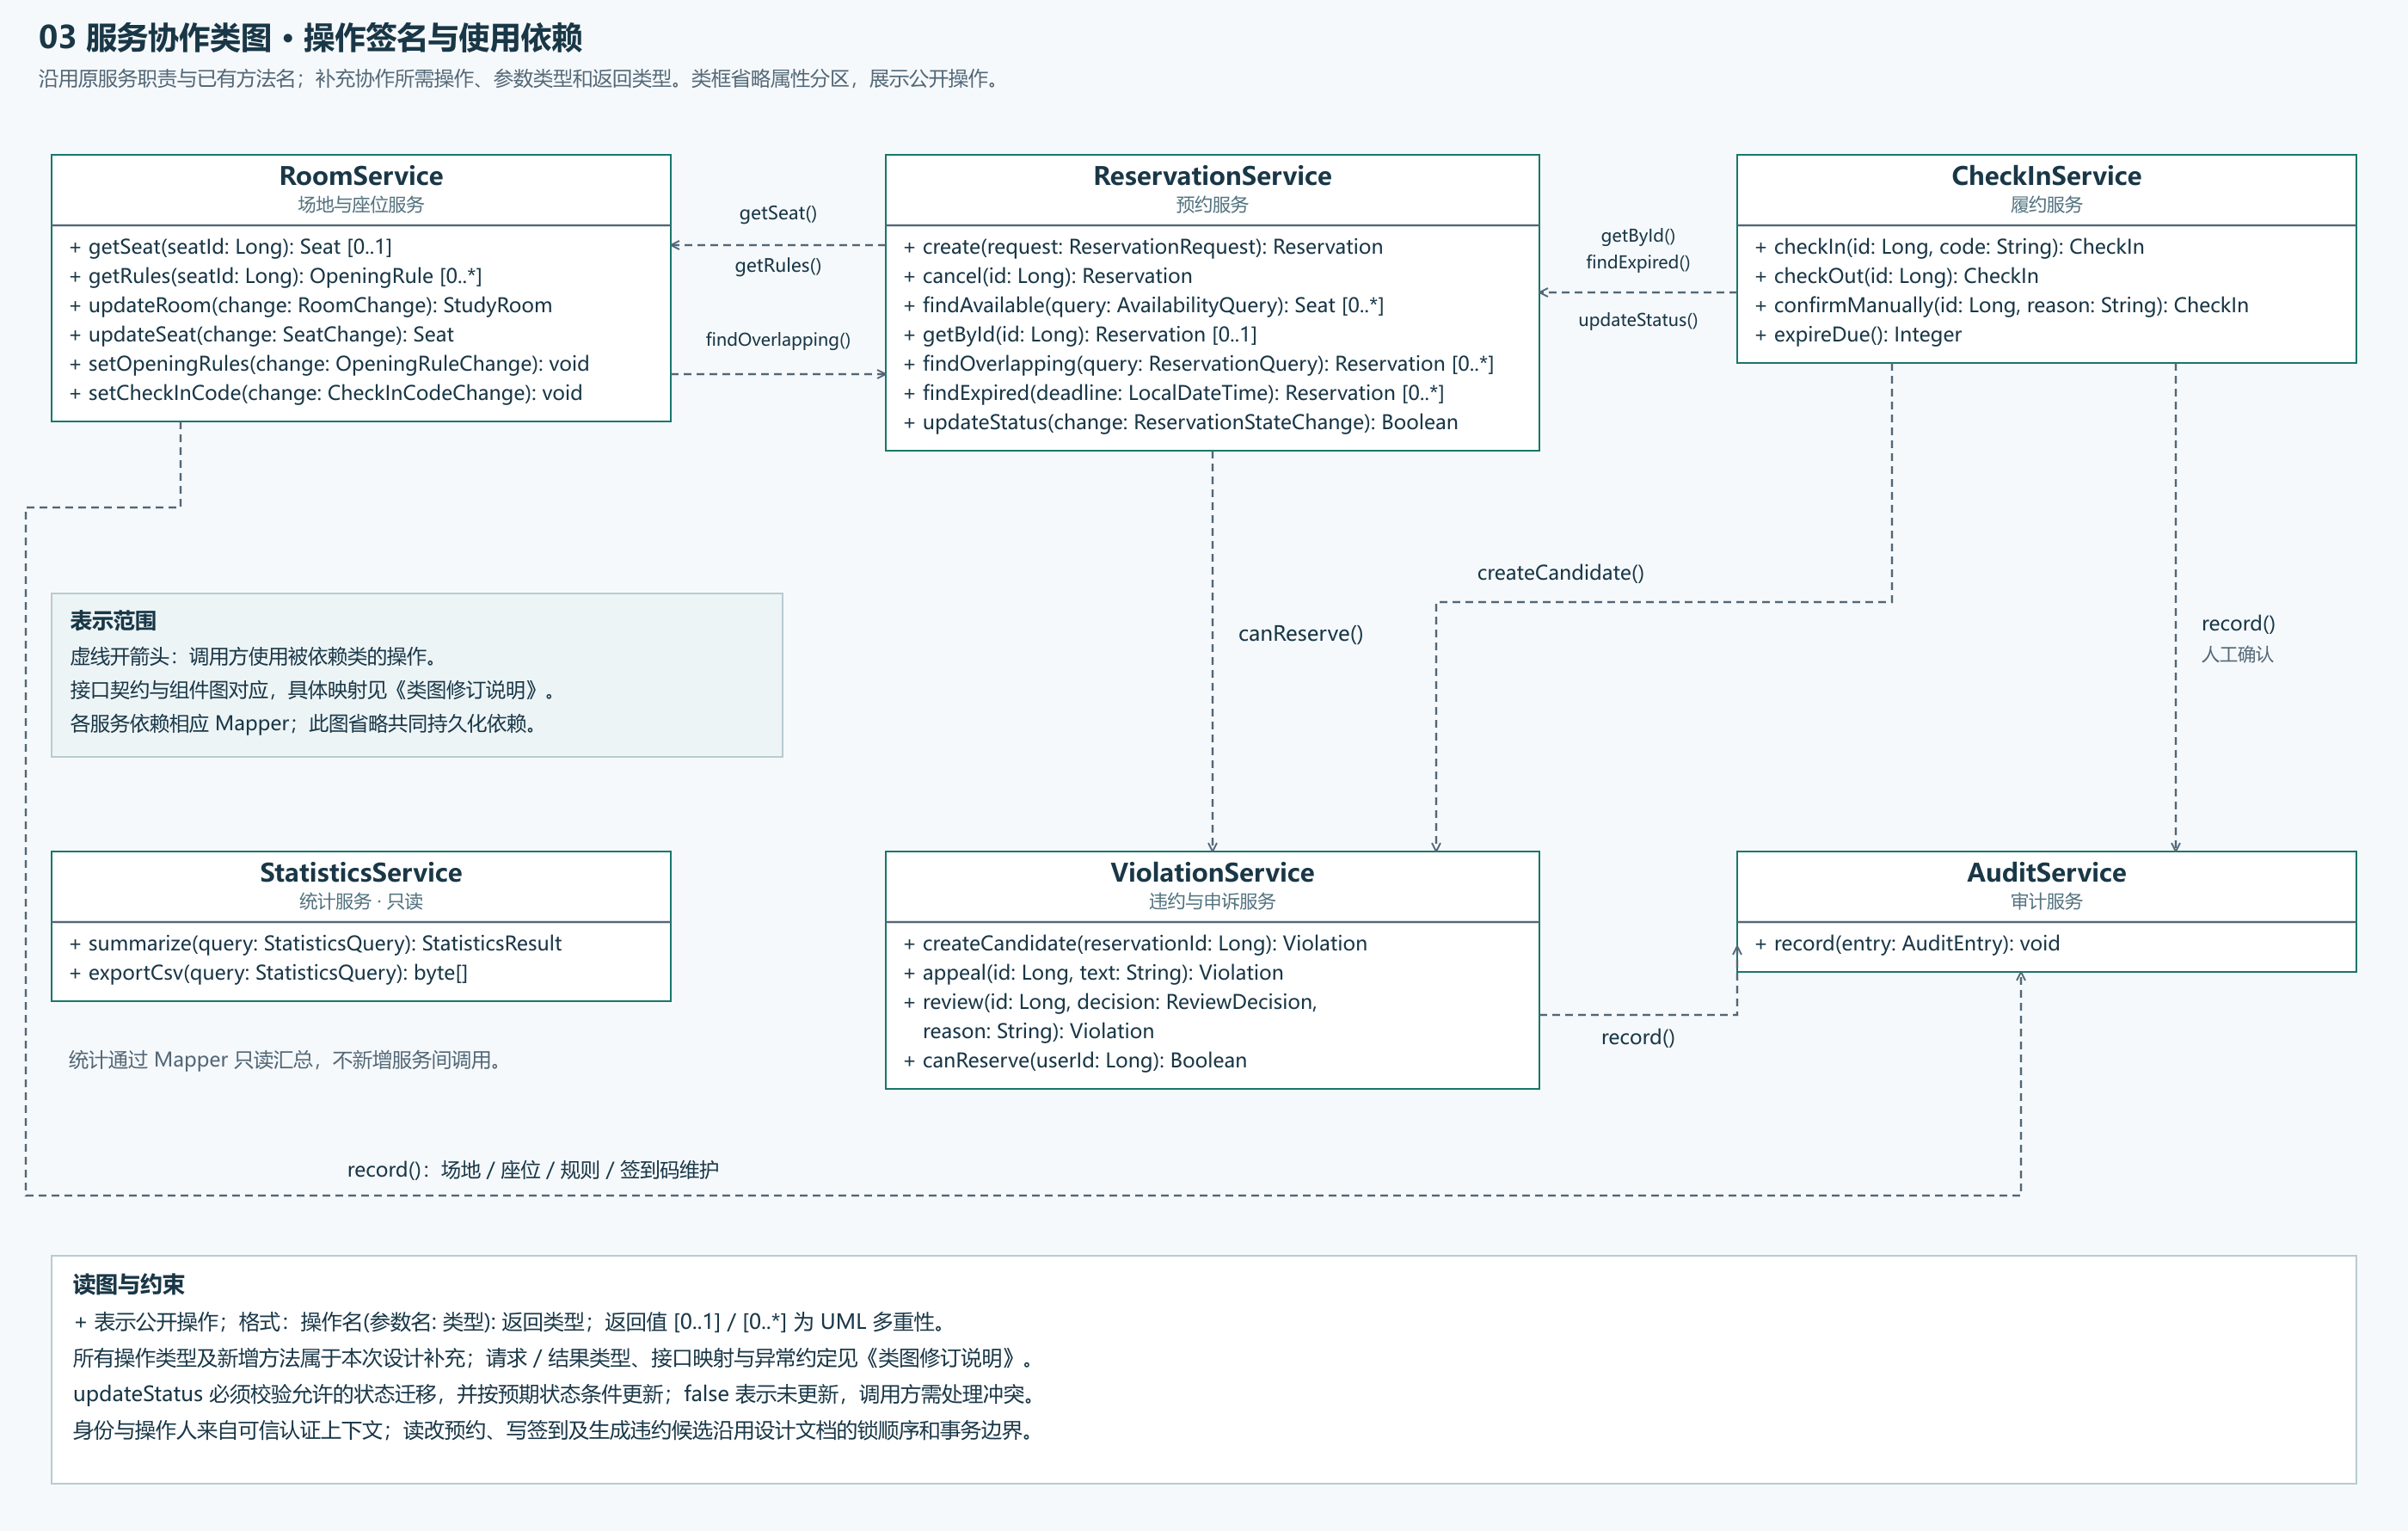 03 服务协作类图 • 操作签名与使用依赖
沿用原服务职责与已有方法名；补充协作所需操作、参数类型和返回类型。类框省略属性分区，展示公开操作。
RoomService
场地与座位服务
+ getSeat(seatId: Long): Seat [0..1]
+ getRules(seatId: Long): OpeningRule [0..*]
+ updateRoom(change: RoomChange): StudyRoom
+ updateSeat(change: SeatChange): Seat
+ setOpeningRules(change: OpeningRuleChange): void
+ setCheckInCode(change: CheckInCodeChange): void
getSeat()
getRules()
findOverlapping()
ReservationService
预约服务
+ create(request: ReservationRequest): Reservation
+ cancel(id: Long): Reservation
+ findAvailable(query: AvailabilityQuery): Seat [0..*]
+ getById(id: Long): Reservation [0..1]
+ findOverlapping(query: ReservationQuery): Reservation [0..*]
+ findExpired(deadline: LocalDateTime): Reservation [0..*]
+ updateStatus(change: ReservationStateChange): Boolean
getById()
findExpired()
updateStatus()
CheckInService
履约服务
+ checkIn(id: Long, code: String): CheckIn
+ checkOut(id: Long): CheckIn
+ confirmManually(id: Long, reason: String): CheckIn
+ expireDue(): Integer
createCandidate()
canReserve()
record()
人工确认
表示范围
虚线开箭头：调用方使用被依赖类的操作。
接口契约与组件图对应，具体映射见《类图修订说明》。
各服务依赖相应 Mapper；此图省略共同持久化依赖。
StatisticsService
统计服务 · 只读
+ summarize(query: StatisticsQuery): StatisticsResult
+ exportCsv(query: StatisticsQuery): byte[]
统计通过 Mapper 只读汇总，不新增服务间调用。
ViolationService
违约与申诉服务
+ createCandidate(reservationId: Long): Violation
+ appeal(id: Long, text: String): Violation
+ review(id: Long, decision: ReviewDecision,
reason: String): Violation
+ canReserve(userId: Long): Boolean
record()
AuditService
审计服务
+ record(entry: AuditEntry): void
record()：场地 / 座位 / 规则 / 签到码维护
读图与约束
+ 表示公开操作；格式：操作名(参数名: 类型): 返回类型；返回值 [0..1] / [0..*] 为 UML 多重性。
所有操作类型及新增方法属于本次设计补充；请求 / 结果类型、接口映射与异常约定见《类图修订说明》。
updateStatus 必须校验允许的状态迁移，并按预期状态条件更新；false 表示未更新，调用方需处理冲突。
身份与操作人来自可信认证上下文；读改预约、写签到及生成违约候选沿用设计文档的锁顺序和事务边界。